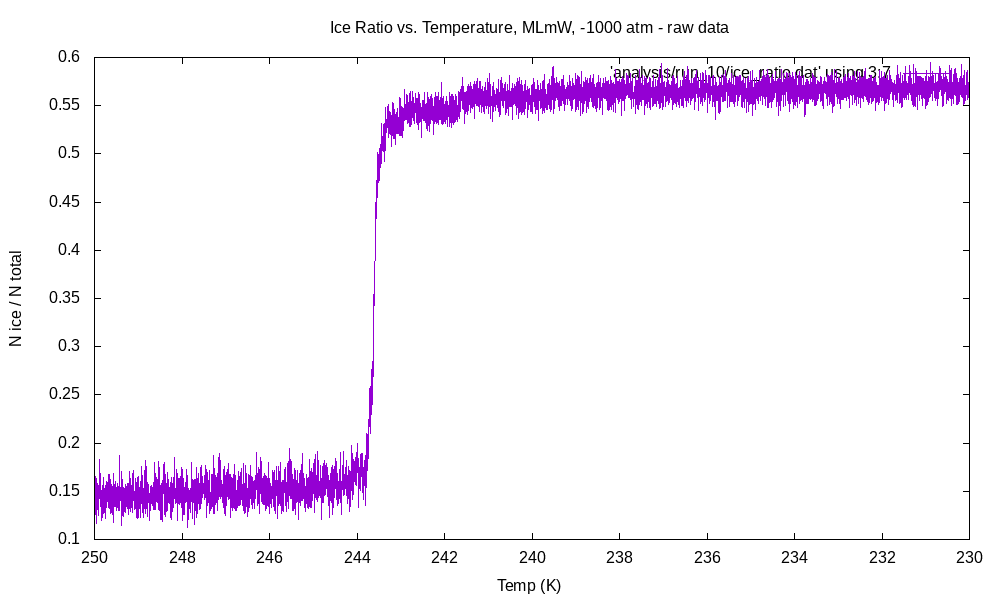 Ice Ratio vs. Temperature, MLmW, -1000 atm - raw data
'analysis/run_10/ice_ratio.dat' using 3:7
0.6
0.55
0.5
0.45
0.4
0.35
0.3
0.25
0.2
0.15
0.1
N ice / N total
250 248 246 244 242 240 238 236 234 232 230
Temp (K)